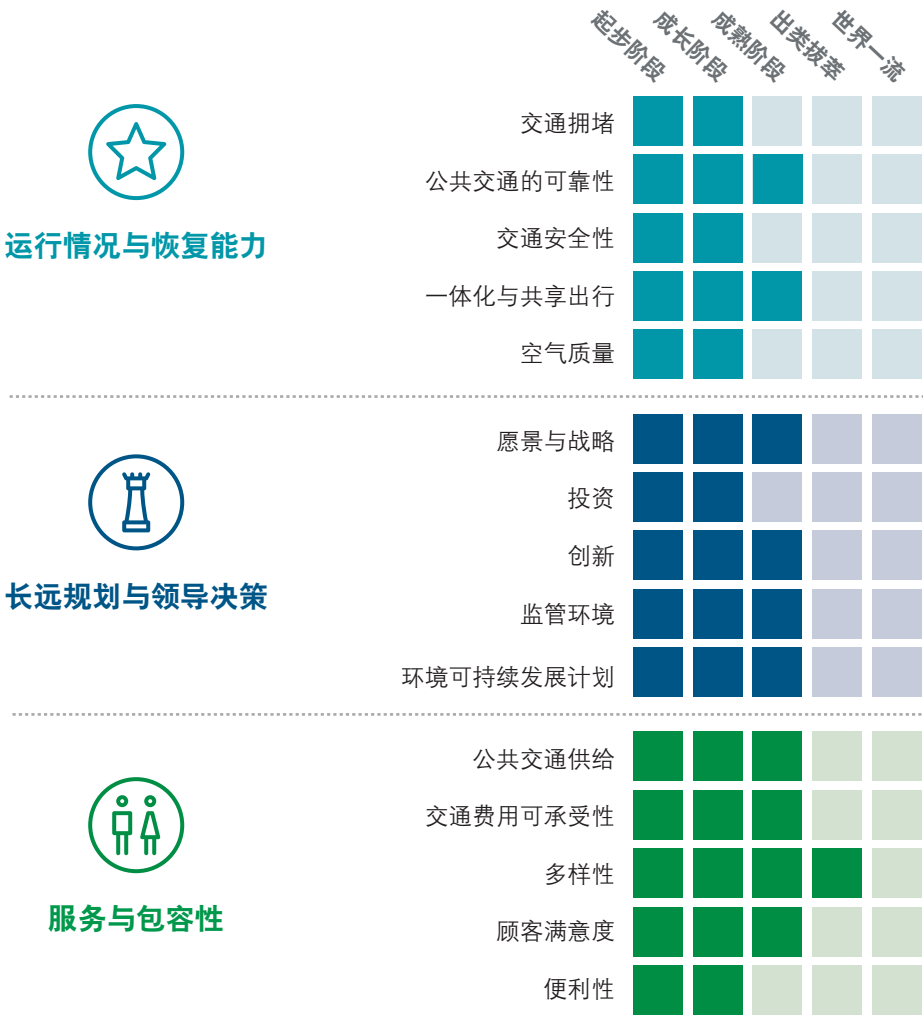 起步阶段
成长阶段
成熟阶段
出类拔萃
世界一流
运行情况与恢复能力
交通拥堵
公共交通的可靠性
交通安全性
一体化与共享出行
空气质量
长远规划与领导决策
愿景与战略
投资
创新
监管环境
环境可持续发展计划
服务与包容性
公共交通供给
交通费用可承受性
多样性
顾客满意度
便利性